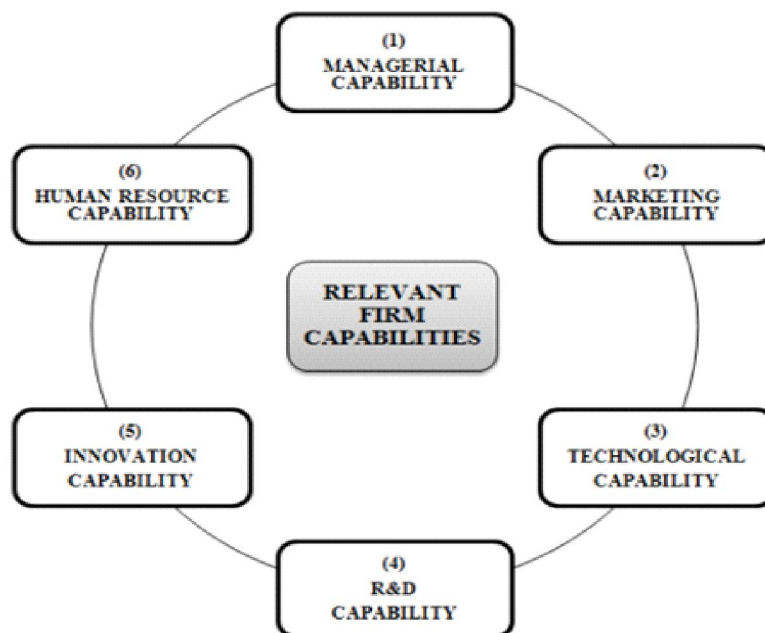 (1)
MANAGERIAL
CAPABILITY
(2)
MARKETING
CAPABILITY
(3)
TECHNOLOGICAL
CAPABILITY
(4)
R&D
CAPABILITY
(5)
INNOVATION
CAPABILITY
(6)
HUMAN RESOURCE
CAPABILITY
RELEVANT
FIRM
CAPABILITIES